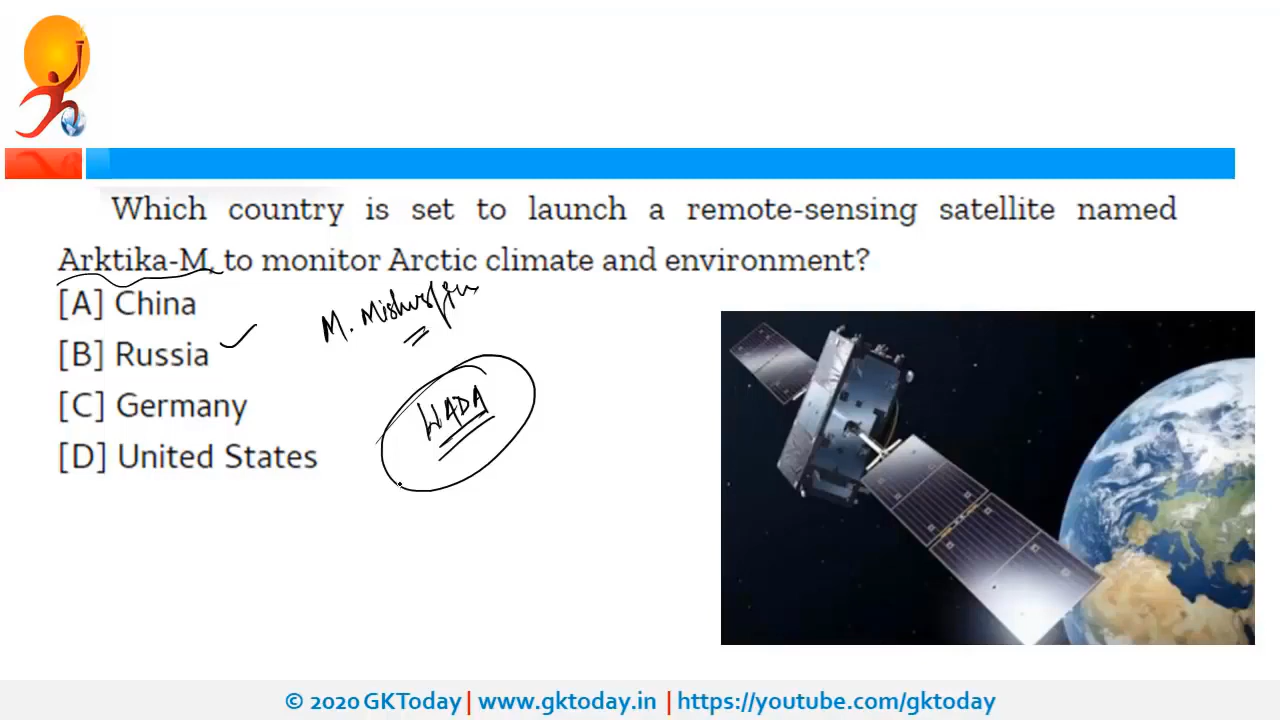 Which country is set to launch a remote-sensing satellite named
Arktika-M, to monitor Arctic climate and environment?
[A] China
[B] Russia
[C] Germany
[D] United States
M.
WADA
© 2020 GKToday | www.gktoday.in | https://youtube.com/gktoday